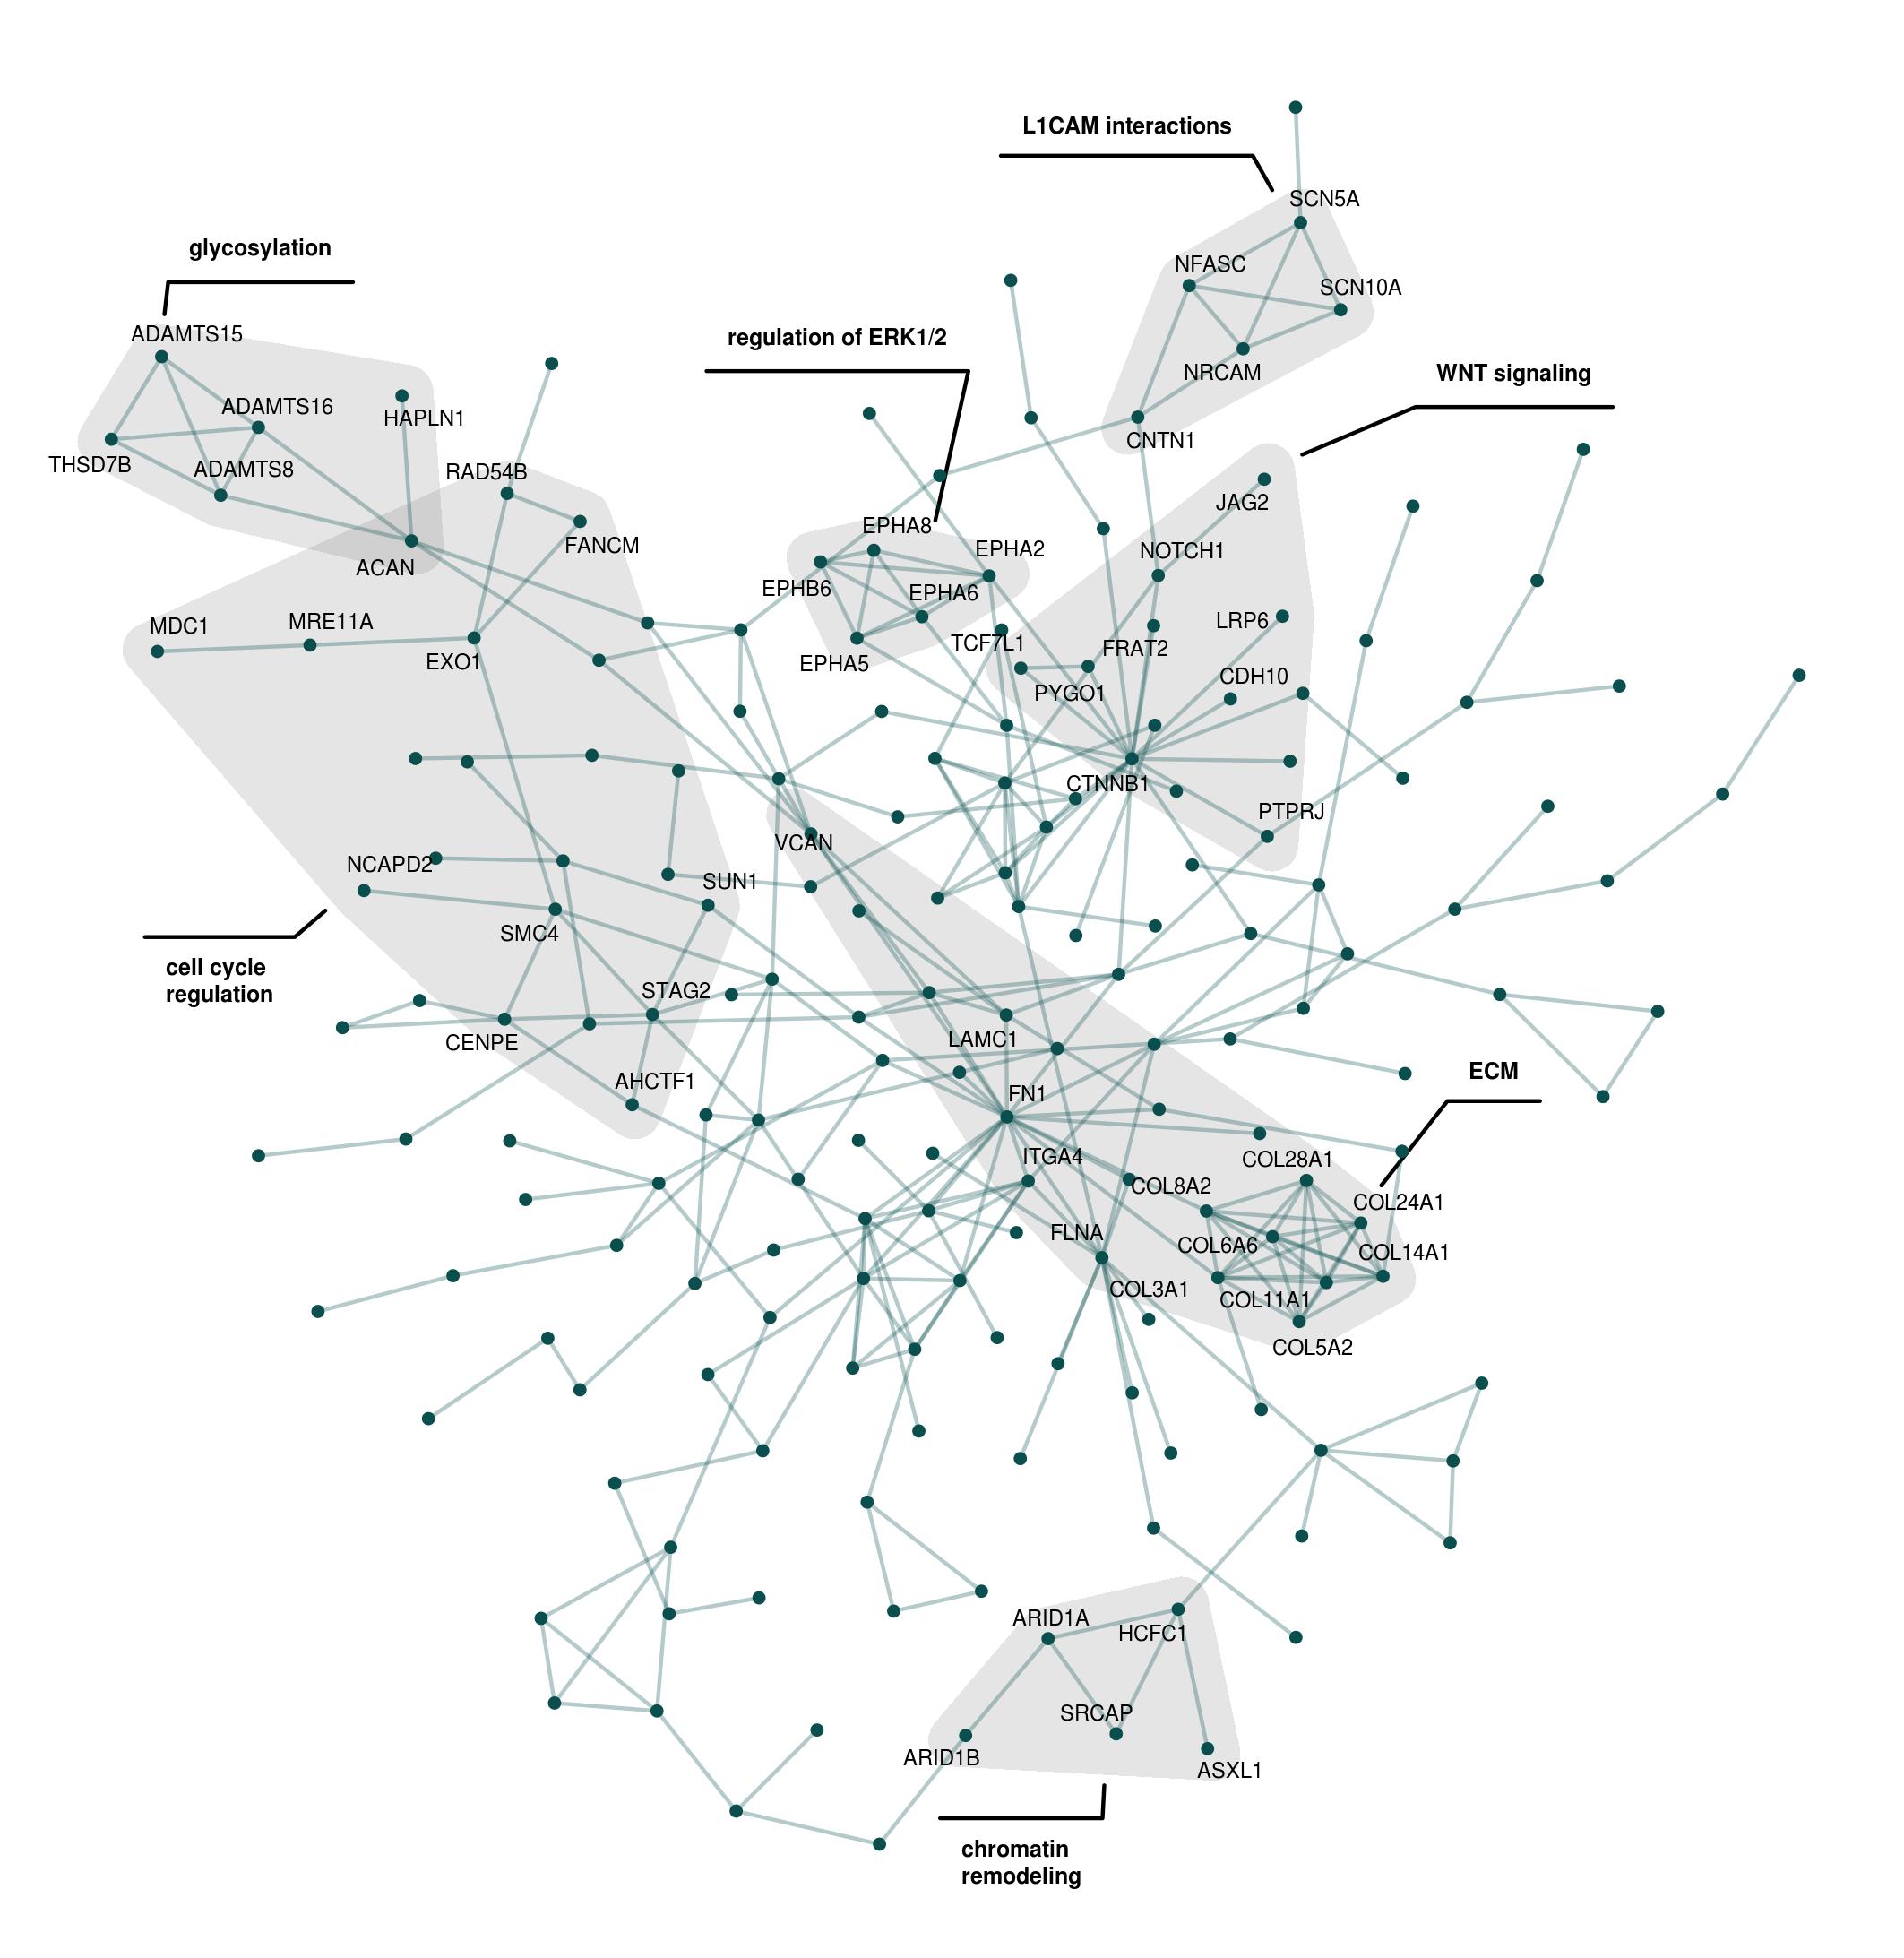 L1CAM interactions
SCN5A
glycosylation
NFASC
SCN10A
ADAMTS15
regulation of ERK1/2
NRCAM
WNT signaling
ADAMTS16
HAPLN1
CNTN1
THSD7B
ADAMTS8
RAD54B
JAG2
EPHA8
FANCM
EPHA2
NOTCH1
ACAN
EPHB6
EPHA6
MDC1
MRE11A
LRP6
TCF7L1
FRAT2
EXO1
EPHA5
CDH10
PYGO1
CTNNB1
PTPRJ
VCAN
NCAPD2
SUN1
SMC4
cell cycle
regulation
STAG2
CENPE
LAMC1
ECM
AHCTF1
FN1
ITGA4
COL28A1
COL8A2
COL24A1
FLNA
COL6A6
COL14A1
COL3A1
COL11A1
COL5A2
ARID1A
HCFC1
SRCAP
ARID1B
ASXL1
chromatin
remodeling